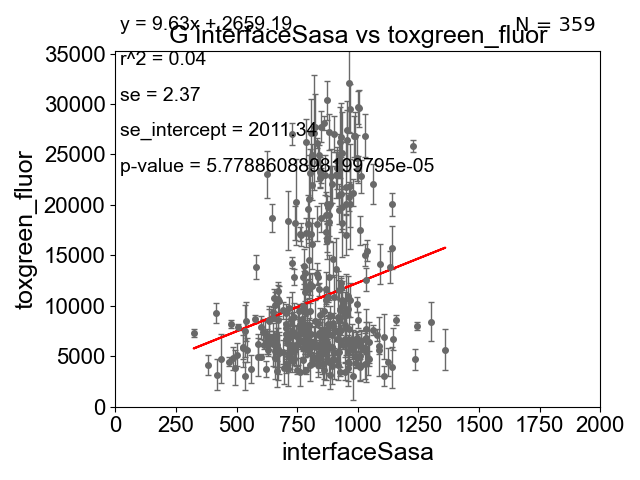 y = 9.63x + 2659.19
N = 359
G InterfaceSasa vs toxgreen_fluor
r^2 = 0.04
se = 2.37
se_intercept = 2011.34
p-value = 5.7788608898199795e-05
35000
30000
25000
20000
15000
10000
5000
0
toxgreen_fluor
0 250 500 750 1000 1250 1500 1750 2000
interfaceSasa